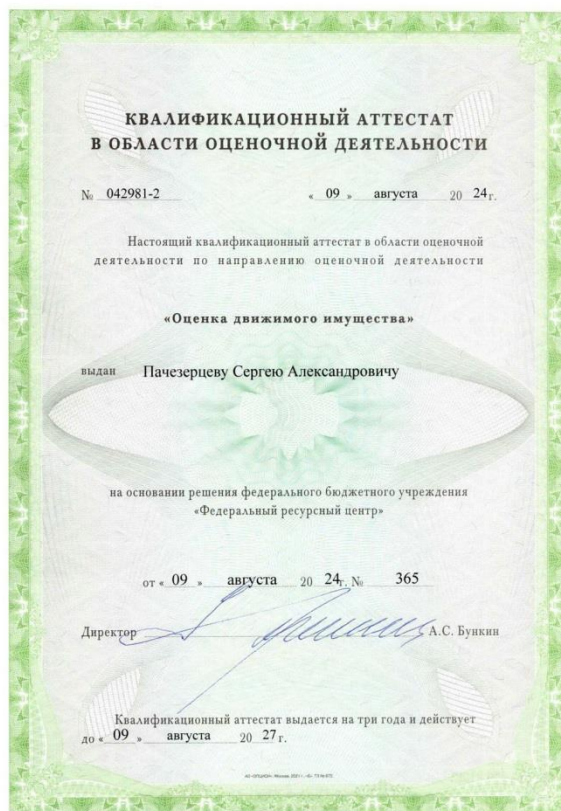 КВАЛИФИКАЦИОННЫЙ АТТЕСТАТ
В ОБЛАСТИ ОЦЕНОЧНОЙ ДЕЯТЕЛЬНОСТИ
№ 042981-2 « 09 » августа 20 24 г.
Настоящий квалификационный аттестат в области оценочной
деятельности по направлению оценочной деятельности
«Оценка движимого имущества»
выдан Пачезерцеву Сергею Александровичу
на основании решения федерального бюджетного учреждения
«Федеральный ресурсный центр»
от « 09 » августа 20 24 г. № 365
Директор А.С. Бункин
Квалификационный аттестат выдается на три года и действует
до « 09 » августа 20 27 г.